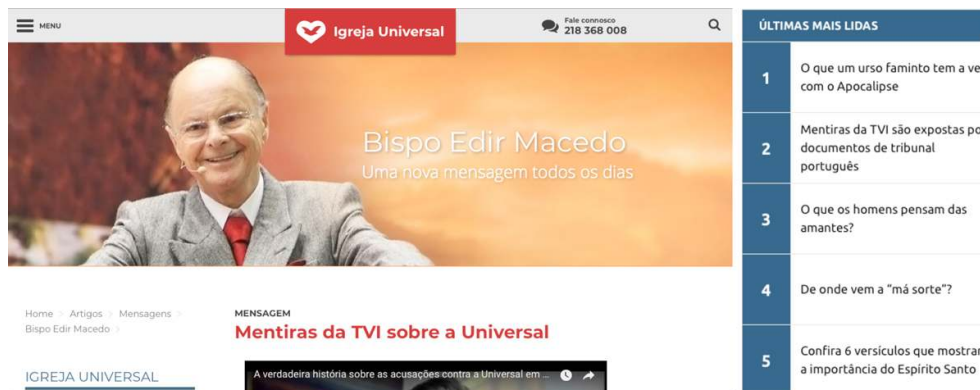 MENU
Igreja Universal
Fale connosco
218 368 008
Bispo Edir Macedo
Uma nova mensagem todos os dias
Home > Artigos > Mensagens >
Bispo Edir Macedo >
IGREJA UNIVERSAL
MENSAGEM
Mentiras da TVI sobre a Universal
A verdadeira história sobre as acusações contra a Universal em ...
ÚLTIMAS MAIS LIDAS
1
O que um urso faminto tem a ve
com o Apocalipse
2
Mentiras da TVI são expostas po
documentos de tribunal
português
3
O que os homens pensam das
amantes?
4
De onde vem a “má sorte”?
5
Confira 6 versículos que mostra
a importância do Espírito Santo